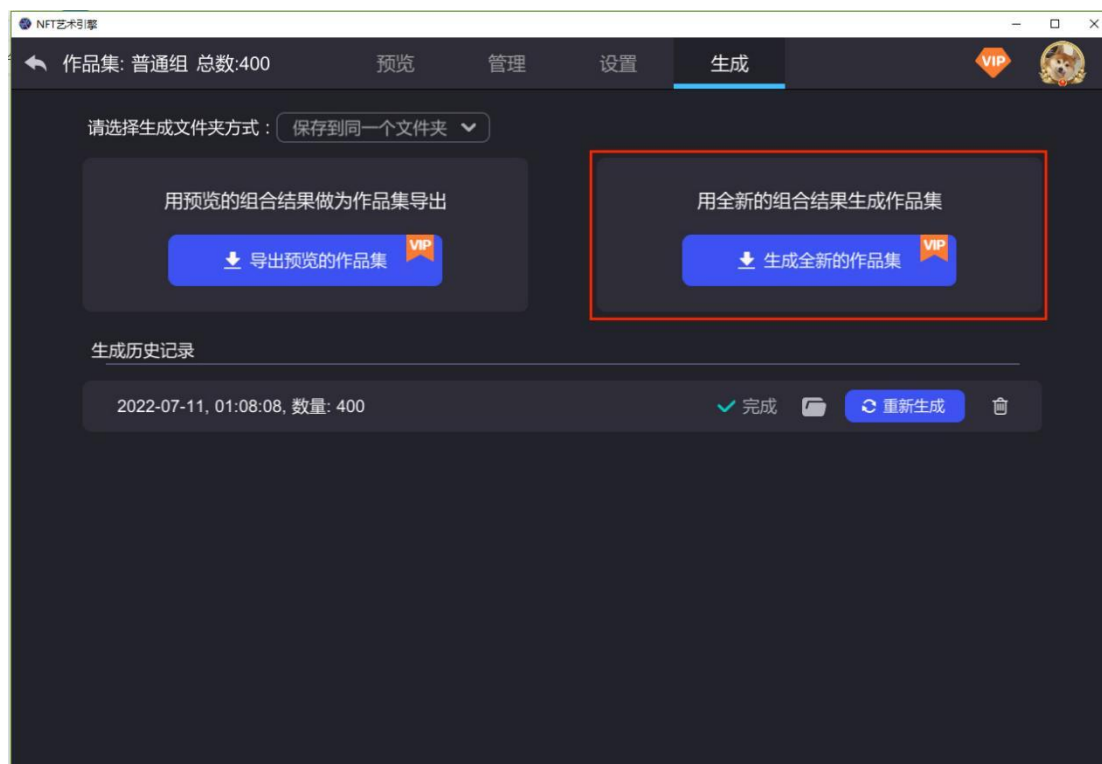 NFT艺术引擎
作品集: 普通组 总数:400 预览 管理 设置 生成 VIP
请选择生成文件夹方式： 保存到同一个文件夹
用预览的组合结果做为作品集导出
导出预览的作品集 VIP
用全新的组合结果生成作品集
生成全新的作品集 VIP
生成历史记录
2022-07-11, 01:08:08, 数量: 400 完成 重新生成